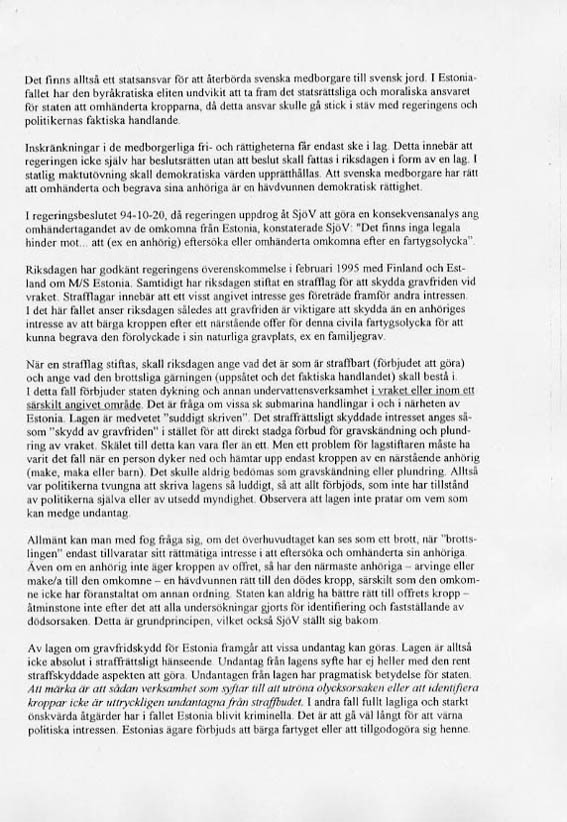 Det finns alltså ett statsansvar för att återbörda svenska medborgare till svensk jord. I Estonia-
fallet har den byråkratiska eliten undvikit att ta fram det statsrättsliga och moraliska ansvaret
för staten att omhänderta kropparna, då detta ansvar skulle gå stick i stäv med regeringens och
politikernas faktiska handlande.
Inskränkningar i de medborgerliga fri- och rättigheterna får endast ske i lag. Detta innebär att
regeringen icke själv har beslutsrätten utan att beslut skall fattas i riksdagen i form av en lag. I
statlig maktutövning skall demokratiska värden upprätthållas. Att svenska medborgare har rätt
att omhänderta och begrava sina anhöriga är en hävdvunnen demokratisk rättighet.
I regeringsbeslutet 94-10-20, då regeringen uppdrog åt SjöV att göra en konsekvensanalys ang
omhändertagandet av de omkomna från Estonia, konstaterade SjöV: "Det finns inga legala
hinder mot... att (ex en anhörig) eftersöka eller omhänderta omkomna efter en fartygsolycka".
Riksdagen har godkänt regeringens överenskommelse i februari 1995 med Finland och Est-
land om M/S Estonia. Samtidigt har riksdagen stiftat en strafflag för att skydda gravfriden vid
vraket. Strafflagar innebär att ett visst angivet intresse ges företräde framför andra intressen.
I det här fallet anser riksdagen således att gravfriden är viktigare att skydda än en anhöriges
intresse av att bärga kroppen efter ett närstående offer för denna civila fartygsolycka för att
kunna begrava den förolyckade i sin naturliga gravplats, ex en familjegrav.
När en strafflag stiftas, skall riksdagen ange vad det är som är straffbart (förbjudet att göra)
och ange vad den brottsliga gärningen (uppsåtet och det faktiska handlandet) skall bestå i.
I detta fall förbjuder staten dykning och annan undervattensverksamhet i vraket eller inom ett
särskilt angivet område. Det är fråga om vissa sk submarina handlingar i och i närheten av
Estonia. Lagen är medvetet "suddigt skriven". Det straffrättsligt skyddade intresset anges så-
som "skydd av gravfriden" i stället för att direkt stadga förbud för gravskändning och plund-
ring av vraket. Skälet till detta kan vara fler än ett. Men ett problem för lagstiftaren måste ha
varit det fall när en person dyker ned och hämtar upp endast kroppen av en närstående anhörig
(make, maka eller barn). Det skulle aldrig bedömas som gravskändning eller plundring. Alltså
var politikerna tvungna att skriva lagens så luddigt, så att allt förbjöds, som inte har tillstånd
av politikerna själva eller av utsedd myndighet. Observera att lagen inte pratar om vem som
kan medge undantag.
Allmänt kan man med fog fråga sig, om det överhuvudtaget kan ses som ett brott, när "brotts-
lingen" endast tillvaratar sitt rättmätiga intresse i att eftersöka och omhänderta sin anhöriga.
Även om en anhörig inte äger kroppen av offret, så har den närmaste anhöriga – arvinge eller
make/a till den omkomne – en hävdvunnen rätt till den dödes kropp, särskilt som den omkom-
ne icke har föranstaltat om annan ordning. Staten kan aldrig ha bättre rätt till offrets kropp –
åtminstone inte efter det att alla undersökningar gjorts för identifiering och fastställande av
dödsorsaken. Detta är grundprincipen, vilket också SjöV ställt sig bakom.
Av lagen om gravfridskydd för Estonia framgår att vissa undantag kan göras. Lagen är alltså
icke absolut i straffrättsligt hänseende. Undantag från lagens syfte har ej heller med den rent
straffskyddade aspekten att göra. Undantagen från lagen har pragmatisk betydelse för staten.
Att märka är att sådan verksamhet som syftar till att utröna olycksorsaken eller att identifiera
kroppar icke är uttryckligen undantagna från straffbudet. I andra fall fullt lagliga och starkt
önskvärda åtgärder har i fallet Estonia blivit kriminella. Det är att gå väl långt för att värna
politiska intressen. Estonias ägare förbjuds att bärga fartyget eller att tillgodogöra sig henne.